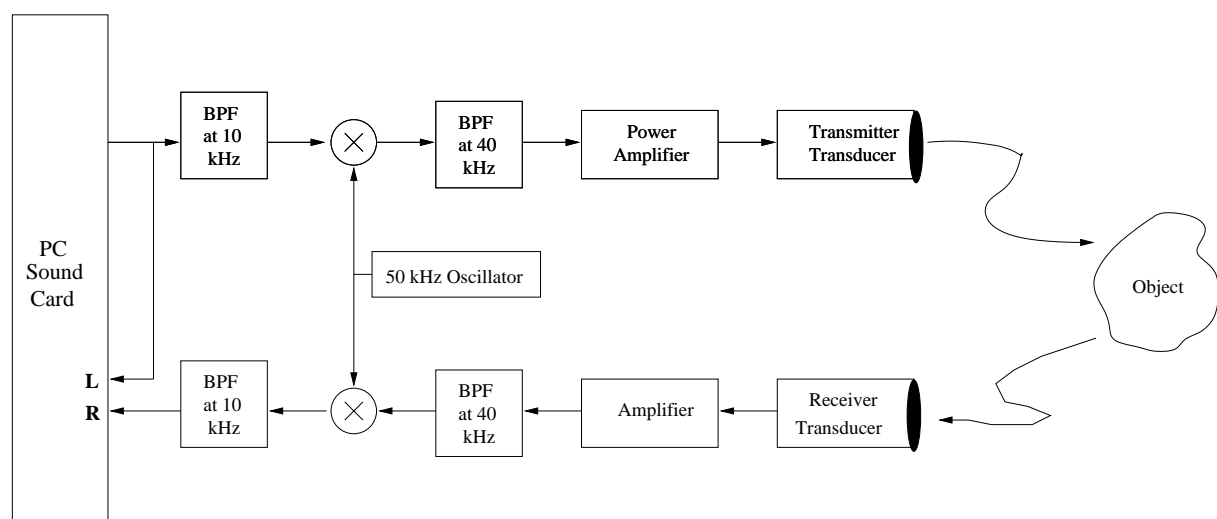 BPF
at 10
kHz
BPF
at 40
kHz
Power
Amplifier
Transmitter
Transducer
PC
Sound
Card
50 kHz Oscillator
Object
L
R
BPF
at 10
kHz
BPF
at 40
kHz
Amplifier
Receiver
Transducer